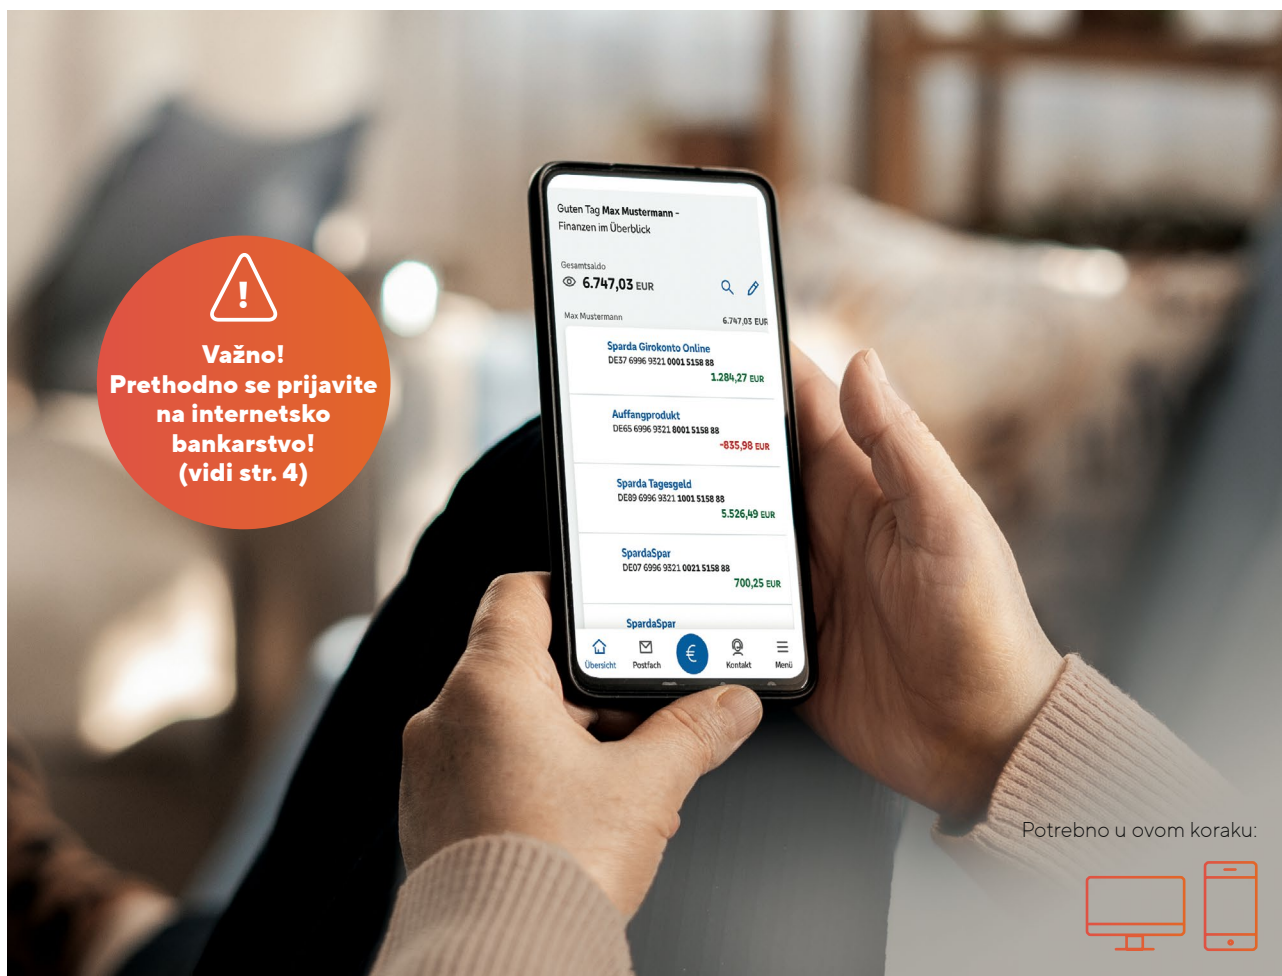 Važno!
Prethodno se prijavite
na internetsko
bankarstvo!
(vidi str. 4)
Guten Tag Max Mustermann –
Finanzen im Überblick
Gesamtsaldo
6.747,03 EUR
Max Mustermann 6.747,03 EUR
Sparda Girokonto Online
DE37 6996 9321 0001 5158 88
1.284,27 EUR
Auffangprodukt
DE65 6996 9321 8001 5158 88
-835,98 EUR
Sparda Tagesgeld
DE89 6996 9321 1001 5158 88
5.526,49 EUR
SpardaSpar
DE07 6996 9321 0021 5158 88
700,25 EUR
SpardaSpar
Übersicht Postfach € Kontakt Menü
Potrebno u ovom koraku: